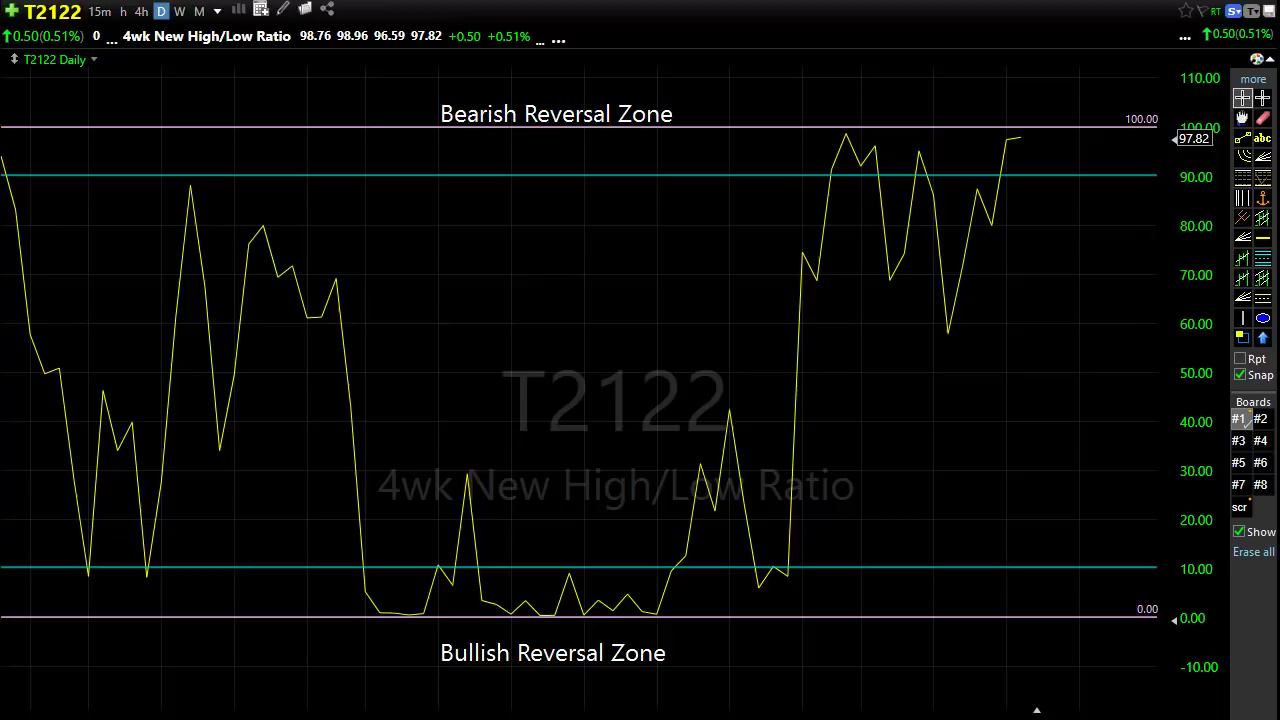 T2122 15m h 4h D W M RT S T
0.50(0.51%) 0 ... 4wk New High/Low Ratio 98.76 98.96 96.59 97.82 +0.50 +0.51% ... ... ... 0.50(0.51%)
T2122 Daily
more
110.00
Bearish Reversal Zone
100.00
100.00
97.82
abc
90.00
80.00
70.00
60.00
Rpt
50.00
Snap
T2122
Boards
#1 #2
40.00
#3 #4
#5 #6
30.00
4wk New High/Low Ratio
#7 #8
scr
20.00
Show
Erase all
10.00
0.00
0.00
Bullish Reversal Zone
-10.00